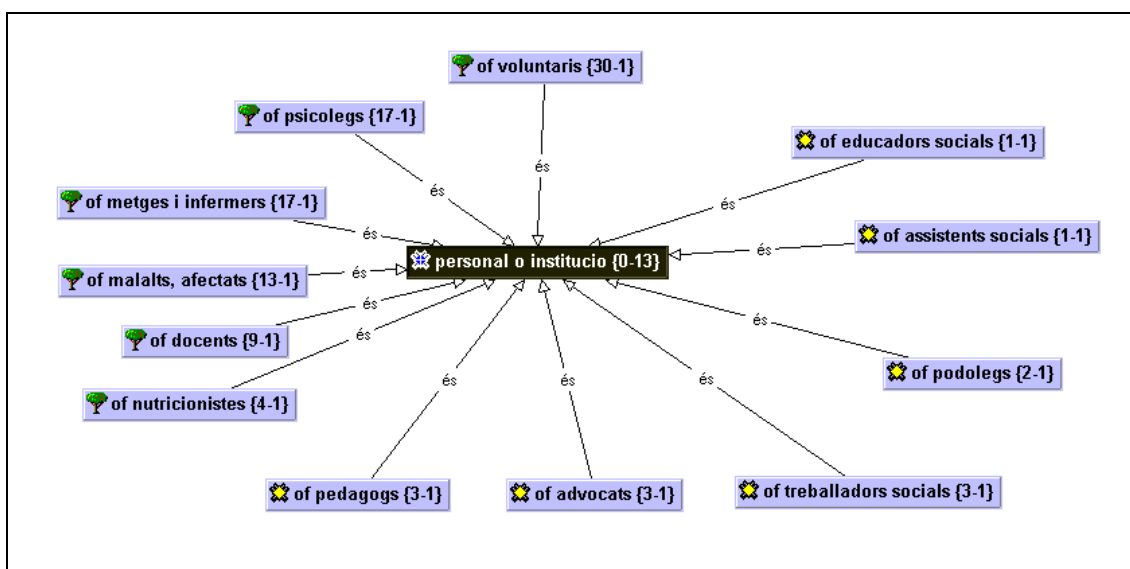 of voluntaris {30-1}
of psicolegs {17-1}
of educadors socials {1-1}
és
és
és
of metges i infermers {17-1}
és
of assistents socials {1-1}
és
personal o institucio {0-13}
of malalts, afectats {13-1}
és
és
és
of docents {9-1}
és
of podolegs {2-1}
és
és
és
of nutricionistes {4-1}
of pedagogs {3-1}
of advocats {3-1}
of treballadors socials {3-1}